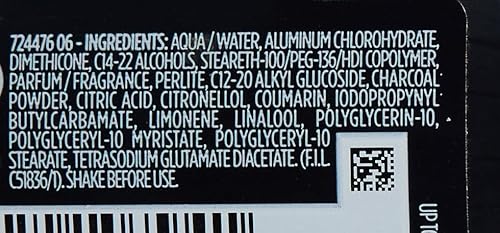 724476 06 - INGREDIENTS: AQUA / WATER, ALUMINUM CHLOROHYDRATE,
DIMETHICONE, C14-22 ALCOHOLS, STEARETH-100/PEG-136/HDI COPOLYMER,
PARFUM / FRAGRANCE, PERLITE, C12-20 ALKYL GLUCOSIDE, CHARCOAL
POWDER, CITRIC ACID, CITRONELLOL, COUMARIN, IODOPROPYNYL
BUTYLCARBAMATE, LIMONENE, LINALOOL, POLYGLYCERIN-10,
POLYGLYCERYL-10 MYRISTATE, POLYGLYCERYL-10
STEARATE, TETRASODIUM GLUTAMATE DIACETATE. (F.I.L.
C51836/1). SHAKE BEFORE USE.
UP TO